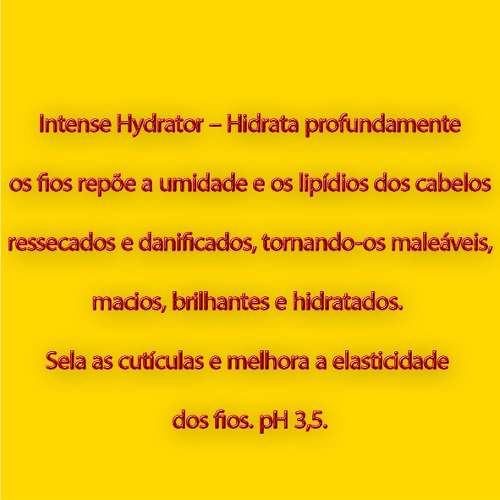 Intense Hydrator – Hidrata profundamente
os fios repõe a umidade e os lipídios dos cabelos
ressecados e danificados, tornando-os maleáveis,
macios, brilhantes e hidratados.
Sela as cutículas e melhora a elasticidade
dos fios. pH 3,5.